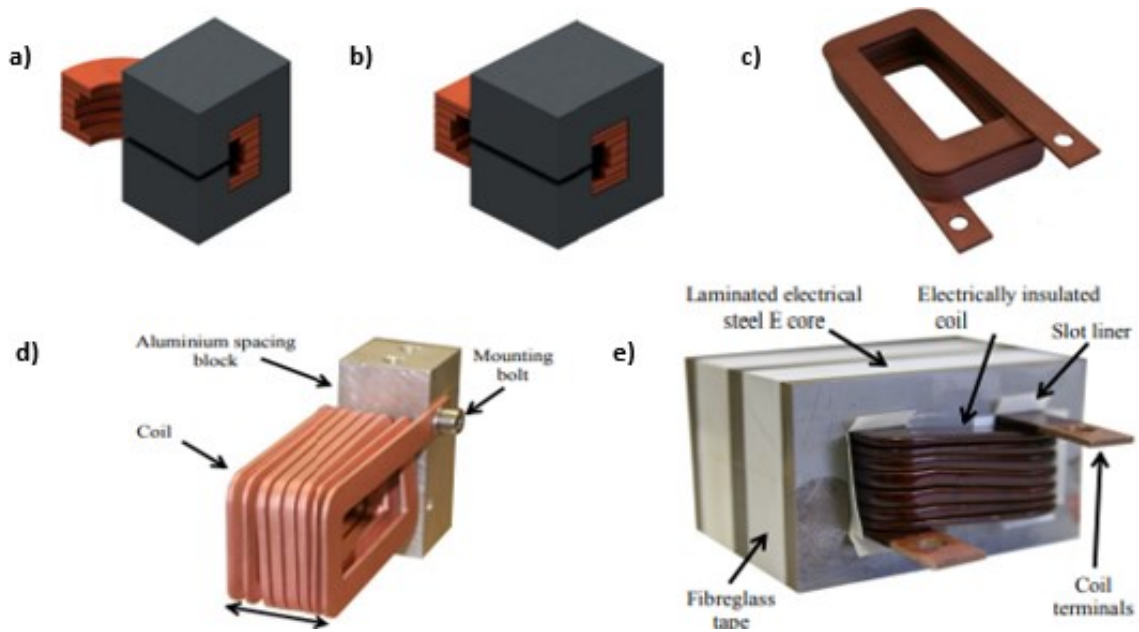 a)
b)
c)
d)
Aluminium spacing
block
Mounting
bolt
Coil
e)
Laminated electrical
steel E core
Electrically insulated
coil
Slot liner
Fibreglass
tape
Coil
terminals